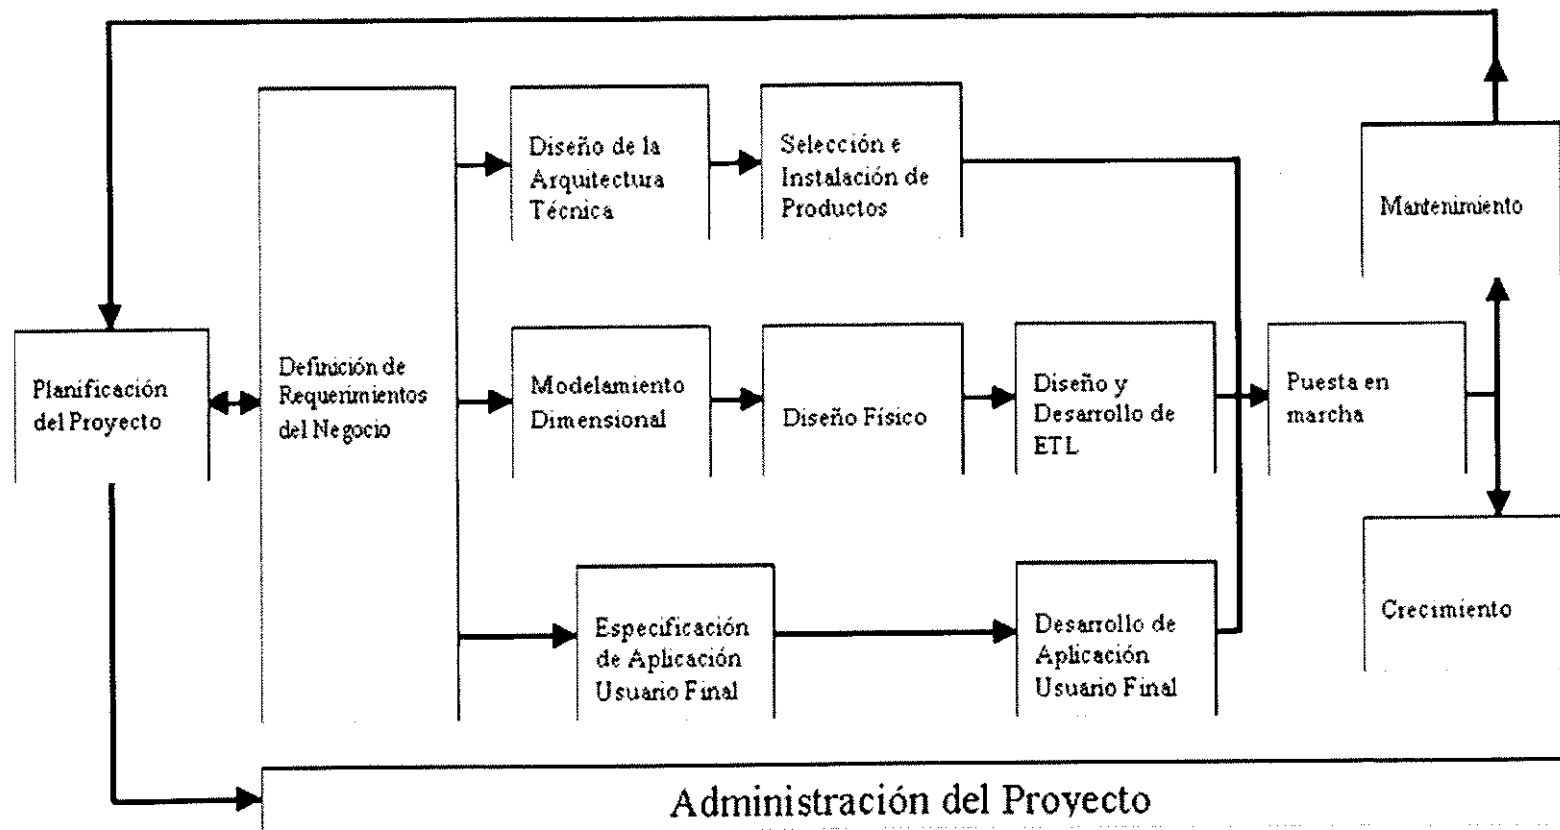 Diseño de la
Arquitectura
Técnica
Selección e
Instalación de
Productos
Mantenimiento
Planificación
del Proyecto
Definición de
Requerimientos
del Negocio
Modelamiento
Dimensional
Diseño Físico
Diseño y
Desarrollo de
ETL
Puesta en
marcha
Especificación
de Aplicación
Usuario Final
Desarrollo de
Aplicación
Usuario Final
Crecimiento
Administración del Proyecto